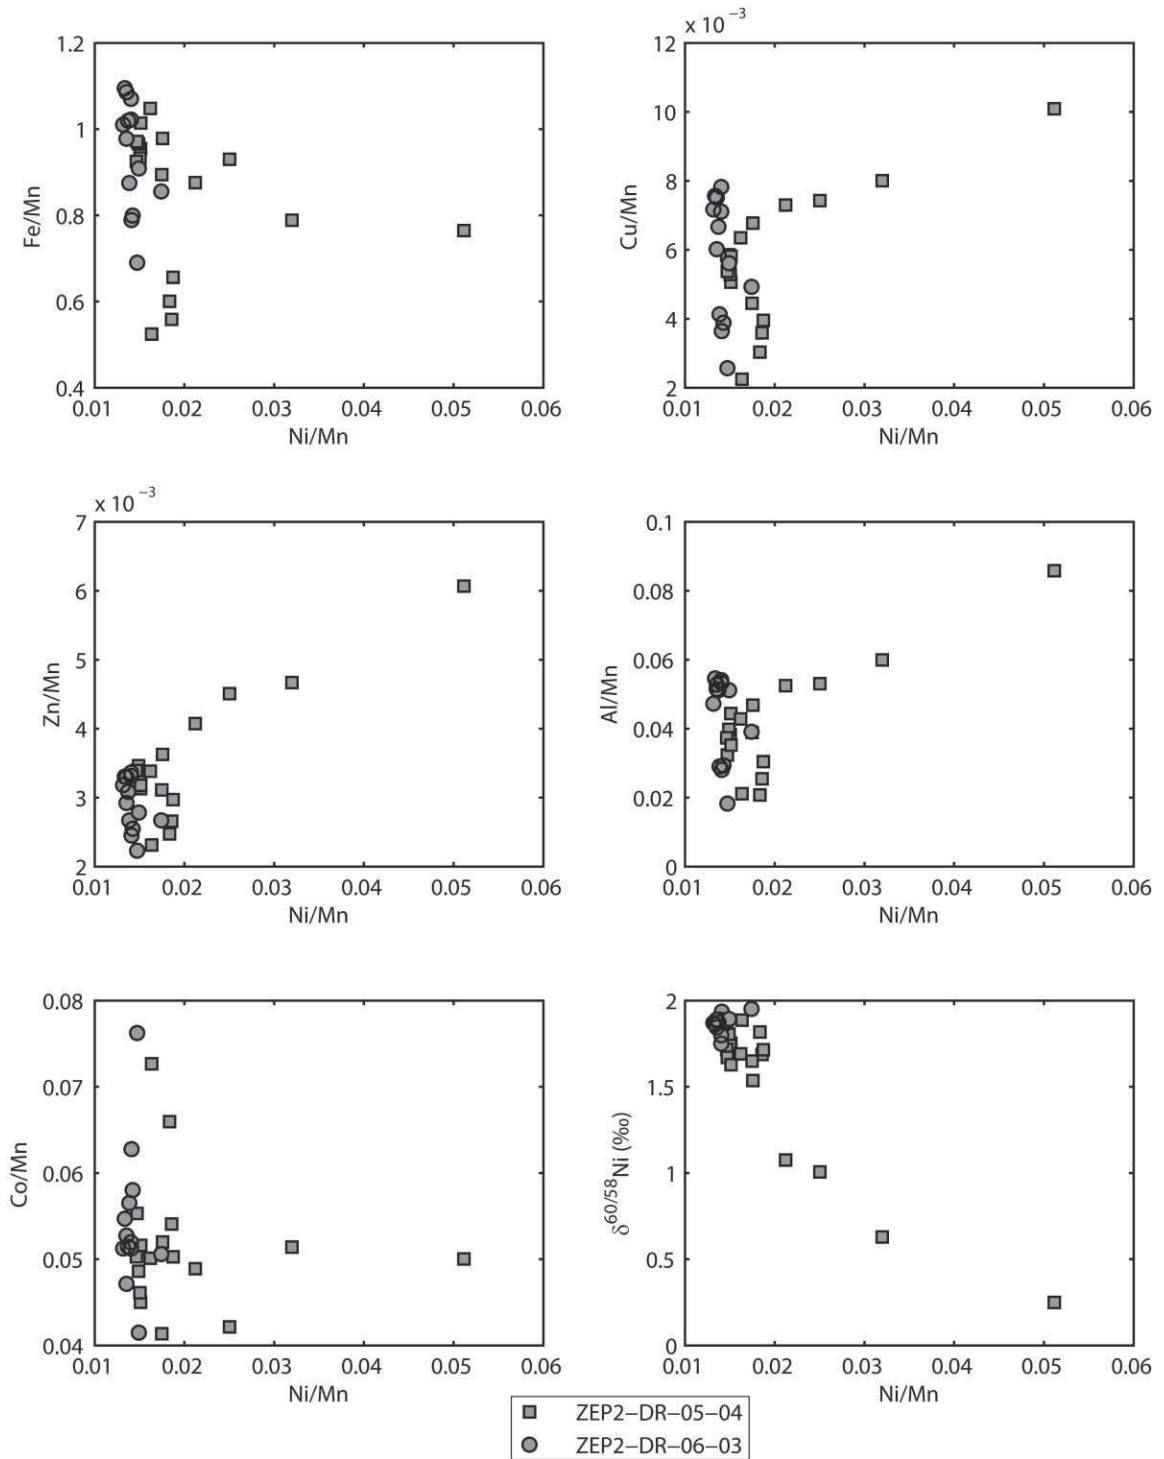 1.2
1
0.8
0.6
0.4
Fe/Mn
0.01 0.02 0.03 0.04 0.05 0.06
Ni/Mn
x 10 −3
12
10
8
6
4
2
Cu/Mn
0.01 0.02 0.03 0.04 0.05 0.06
Ni/Mn
x 10 −3
7
6
5
4
3
2
Zn/Mn
0.01 0.02 0.03 0.04 0.05 0.06
Ni/Mn
0.1
0.08
0.06
0.04
0.02
0
Al/Mn
0.01 0.02 0.03 0.04 0.05 0.06
Ni/Mn
0.08
0.07
0.06
0.05
0.04
Co/Mn
0.01 0.02 0.03 0.04 0.05 0.06
Ni/Mn
2
1.5
1
0.5
0
δ60/58Ni (‰)
0.01 0.02 0.03 0.04 0.05 0.06
Ni/Mn
ZEP2−DR−05−04
ZEP2−DR−06−03